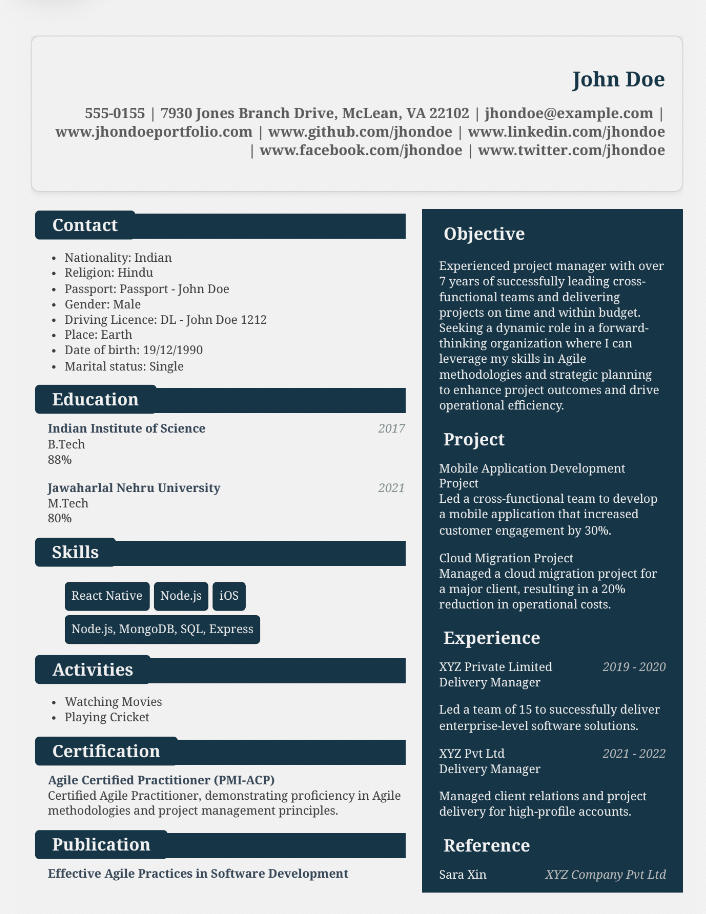 John Doe
555-0155 | 7930 Jones Branch Drive, McLean, VA 22102 | jhondoe@example.com |
www.jhondoeportfolio.com | www.github.com/jhondoe | www.linkedin.com/jhondoe
| www.facebook.com/jhondoe | www.twitter.com/jhondoe
Contact
• Nationality: Indian
• Religion: Hindu
• Passport: Passport - John Doe
• Gender: Male
• Driving Licence: DL - John Doe 1212
• Place: Earth
• Date of birth: 19/12/1990
• Marital status: Single
Education
Indian Institute of Science 2017
B.Tech
88%
Jawaharlal Nehru University 2021
M.Tech
80%
Skills
React Native Node.js iOS
Node.js, MongoDB, SQL, Express
Activities
• Watching Movies
• Playing Cricket
Certification
Agile Certified Practitioner (PMI-ACP)
Certified Agile Practitioner, demonstrating proficiency in Agile
methodologies and project management principles.
Publication
Effective Agile Practices in Software Development
Objective
Experienced project manager with over
7 years of successfully leading cross-
functional teams and delivering
projects on time and within budget.
Seeking a dynamic role in a forward-
thinking organization where I can
leverage my skills in Agile
methodologies and strategic planning
to enhance project outcomes and drive
operational efficiency.
Project
Mobile Application Development
Project
Led a cross-functional team to develop
a mobile application that increased
customer engagement by 30%.
Cloud Migration Project
Managed a cloud migration project for
a major client, resulting in a 20%
reduction in operational costs.
Experience
XYZ Private Limited 2019 - 2020
Delivery Manager
Led a team of 15 to successfully deliver
enterprise-level software solutions.
XYZ Pvt Ltd 2021 - 2022
Delivery Manager
Managed client relations and project
delivery for high-profile accounts.
Reference
Sara Xin XYZ Company Pvt Ltd